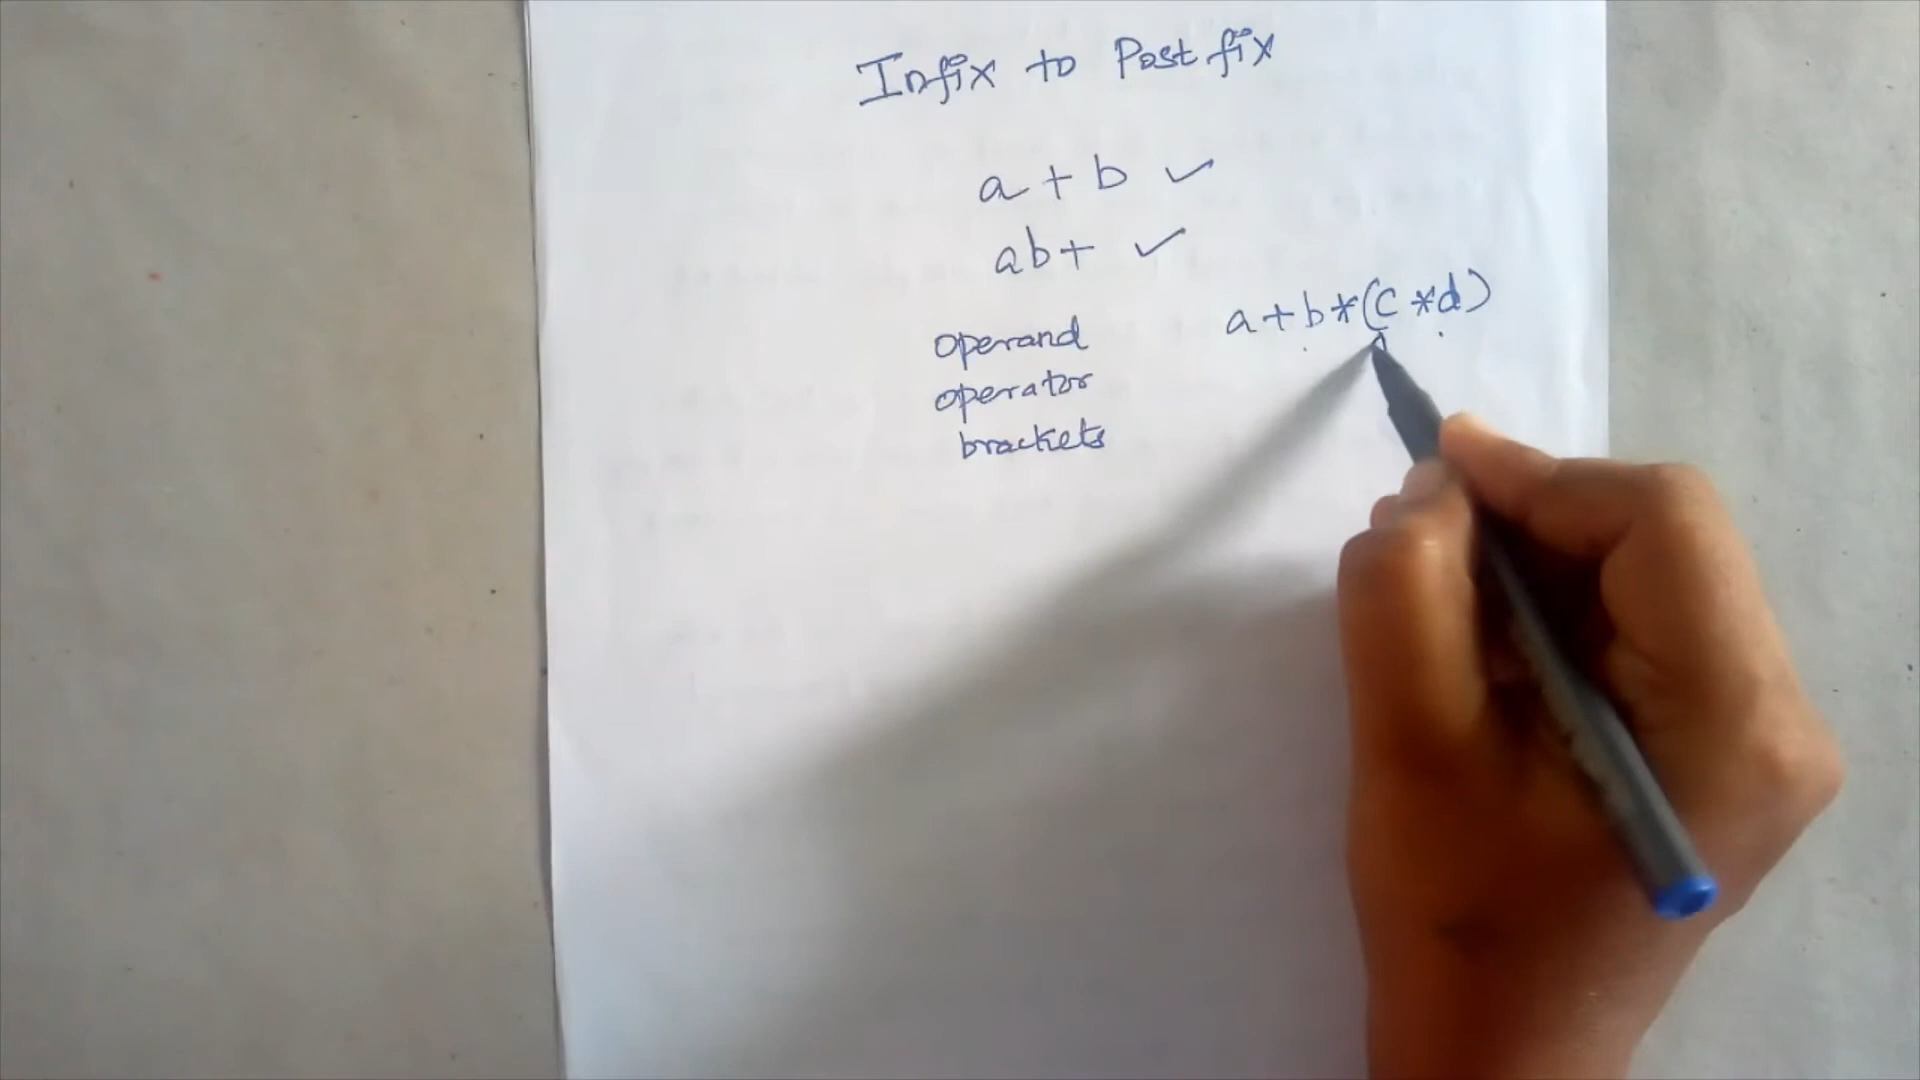 Infix to Postfix
a + b ✓
ab+ ✓
operand
operator
brackets
a+b*(c*d)